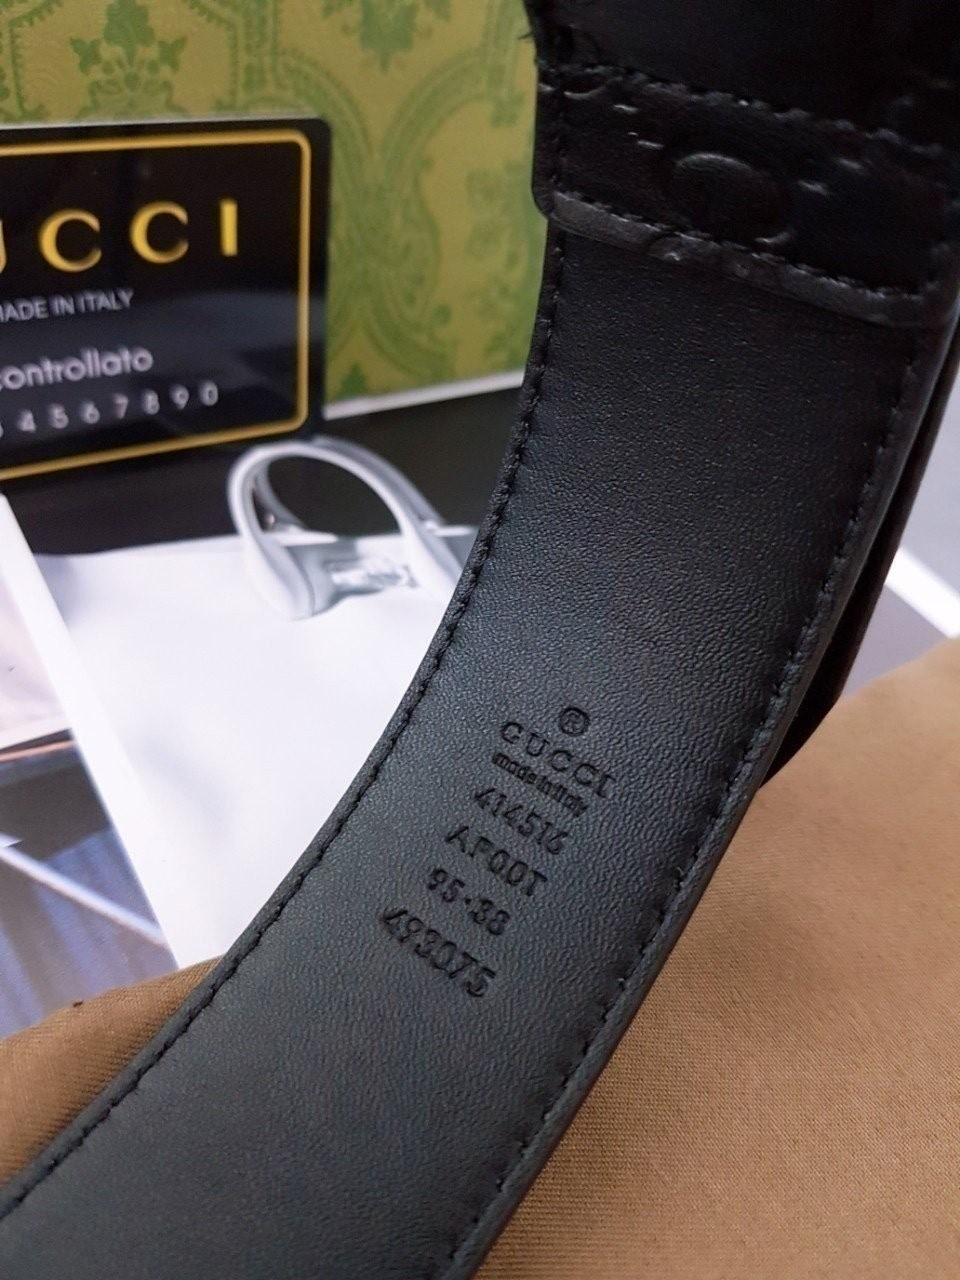 UCCI
MADE IN ITALY
controllato
4567890
®
GUCCI
made in italy
414516
AP00T
95·38
493075